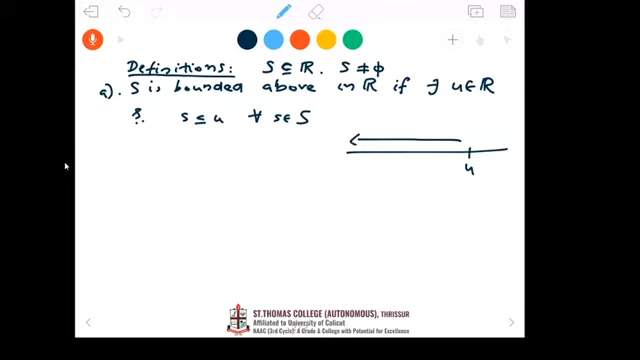 Definitions: S ⊆ ℝ. S ≠ ϕ
a). S is bounded above in ℝ if ∃ u ∈ ℝ
s ≤ u ∀ s ∈ S
u
ST.THOMAS COLLEGE (AUTONOMOUS), THRISSUR
Affiliated to University of Calicut
NAAC (3rd Cycle): A Grade & College with Potential for Excellence